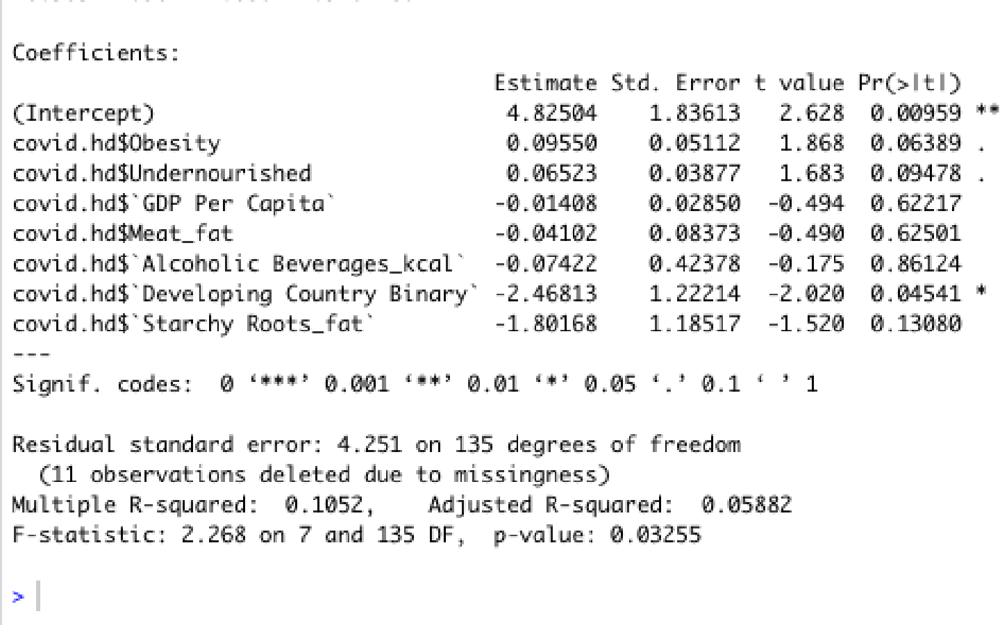 Coefficients:
Estimate Std. Error t value Pr(>|t|)
(Intercept) 4.82504 1.83613 2.628 0.00959 **
covid.hd$Obesity 0.09550 0.05112 1.868 0.06389 .
covid.hd$Undernourished 0.06523 0.03877 1.683 0.09478 .
covid.hd$`GDP Per Capita` -0.01408 0.02850 -0.494 0.62217
covid.hd$Meat_fat -0.04102 0.08373 -0.490 0.62501
covid.hd$`Alcoholic Beverages_kcal` -0.07422 0.42378 -0.175 0.86124
covid.hd$`Developing Country Binary` -2.46813 1.22214 -2.020 0.04541 *
covid.hd$`Starchy Roots_fat` -1.80168 1.18517 -1.520 0.13080
---
Signif. codes: 0 ‘***’ 0.001 ‘**’ 0.01 ‘*’ 0.05 ‘.’ 0.1 ‘ ’ 1
Residual standard error: 4.251 on 135 degrees of freedom
(11 observations deleted due to missingness)
Multiple R-squared: 0.1052, Adjusted R-squared: 0.05882
F-statistic: 2.268 on 7 and 135 DF, p-value: 0.03255
>